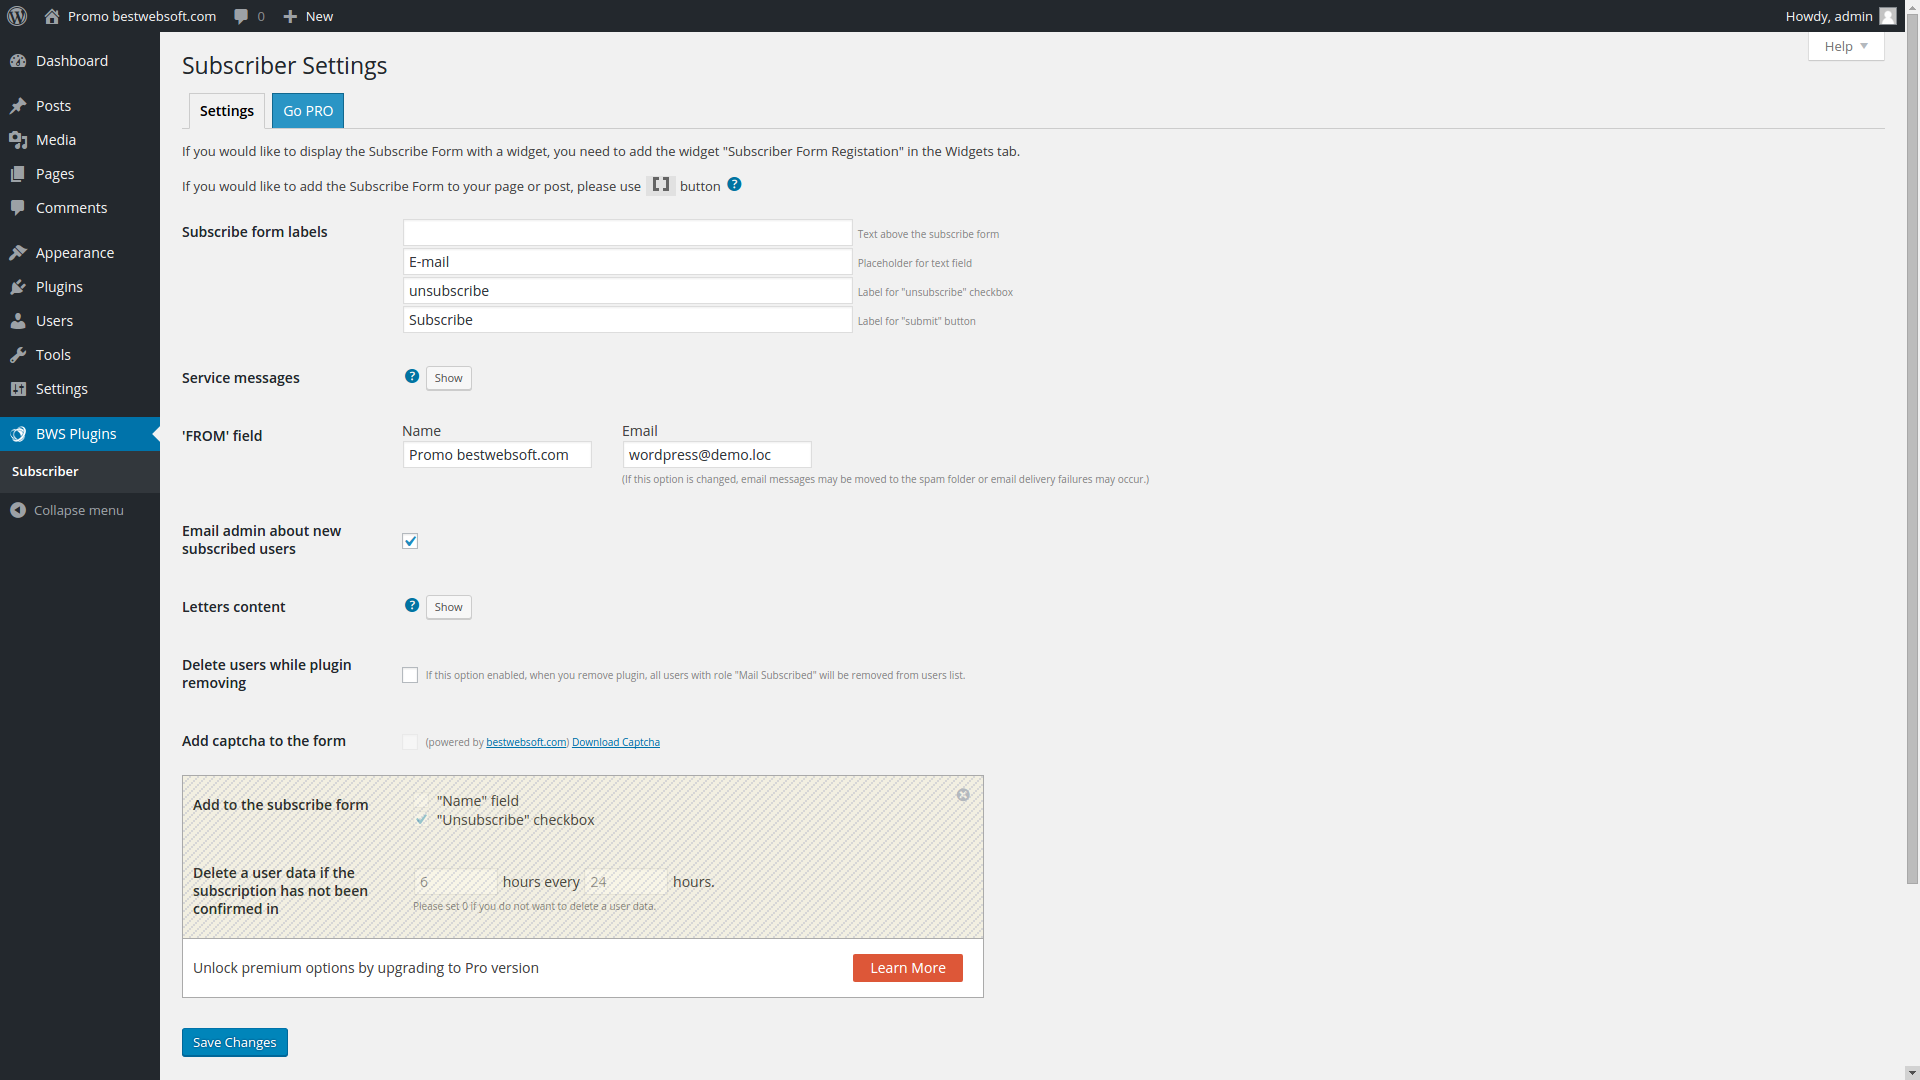 Promo bestwebsoft.com 0 New Howdy, admin
Help
Dashboard
Posts
Media
Pages
Comments
Appearance
Plugins
Users
Tools
Settings
BWS Plugins
Subscriber
Collapse menu
Subscriber Settings
Settings Go PRO
If you would like to display the Subscribe Form with a widget, you need to add the widget "Subscriber Form Registation" in the Widgets tab.
If you would like to add the Subscribe Form to your page or post, please use [] button ?
Subscribe form labels Text above the subscribe form
E-mail Placeholder for text field
unsubscribe Label for "unsubscribe" checkbox
Subscribe Label for "submit" button
Service messages ? Show
'FROM' field Name Email
Promo bestwebsoft.com wordpress@demo.loc
(If this option is changed, email messages may be moved to the spam folder or email delivery failures may occur.)
Email admin about new
subscribed users
Letters content ? Show
Delete users while plugin
removing
If this option enabled, when you remove plugin, all users with role "Mail Subscribed" will be removed from users list.
Add captcha to the form (powered by bestwebsoft.com) Download Captcha
Add to the subscribe form "Name" field
"Unsubscribe" checkbox
Delete a user data if the
subscription has not been
confirmed in
6 hours every 24 hours.
Please set 0 if you do not want to delete a user data.
Unlock premium options by upgrading to Pro version Learn More
Save Changes